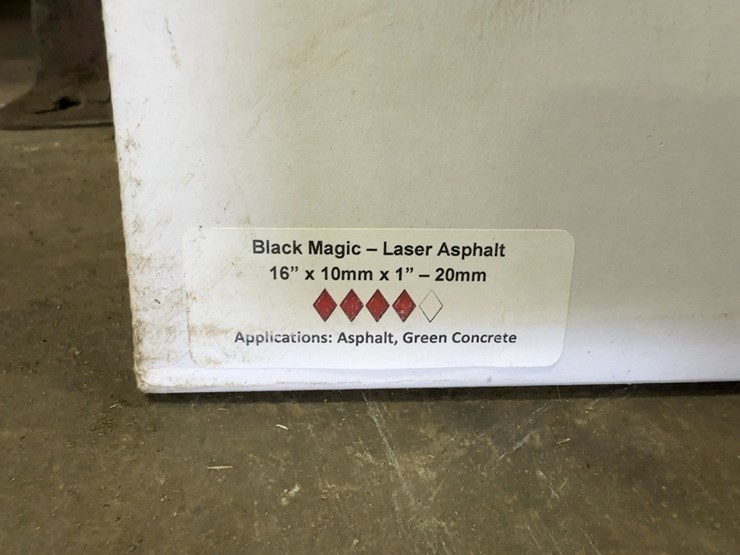 Black Magic – Laser Asphalt
16” x 10mm x 1” – 20mm
Applications: Asphalt, Green Concrete